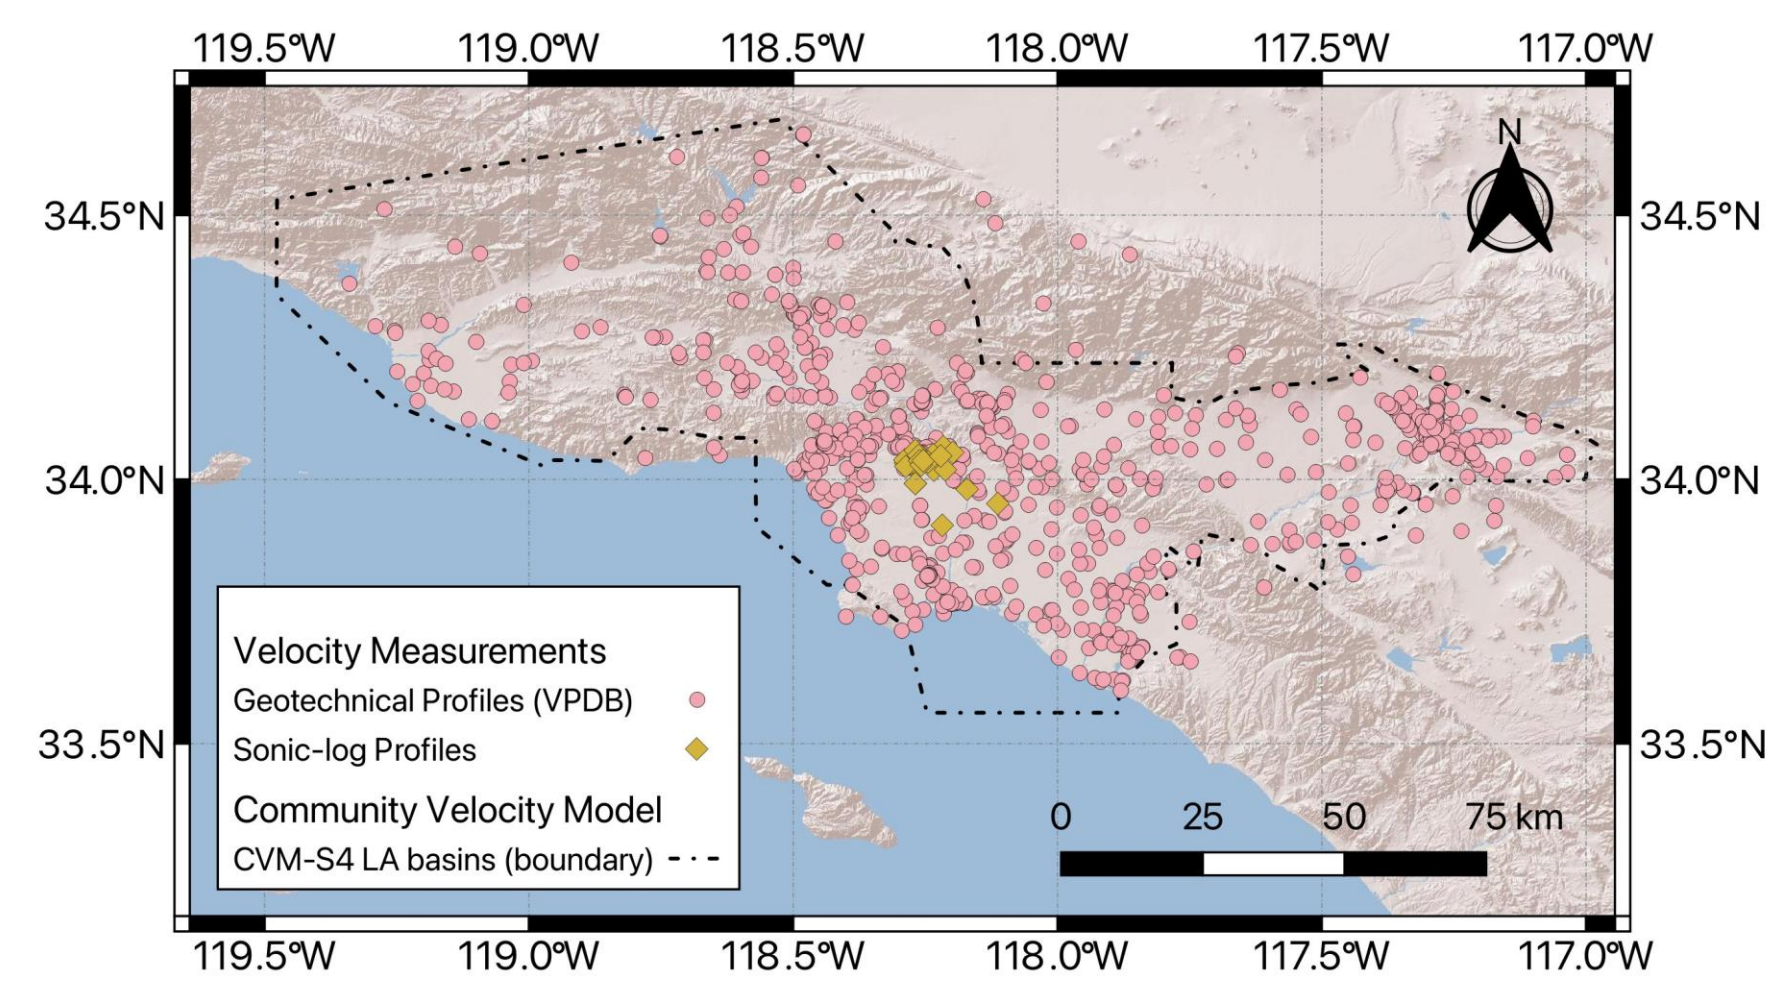 119.5°W 119.0°W 118.5°W 118.0°W 117.5°W 117.0°W
N
34.5°N 34.5°N
34.0°N 34.0°N
33.5°N 33.5°N
Velocity Measurements
Geotechnical Profiles (VPDB)
Sonic-log Profiles
Community Velocity Model
CVM-S4 LA basins (boundary)
0 25 50 75 km
119.5°W 119.0°W 118.5°W 118.0°W 117.5°W 117.0°W